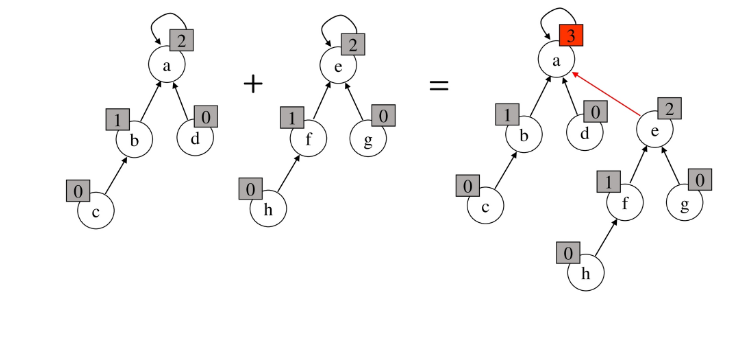 2 2 3
a e a
+ =
1 0 1 0 1 0 2
b d f g b d e
0 0 0 1 0
c h c f g
0
h